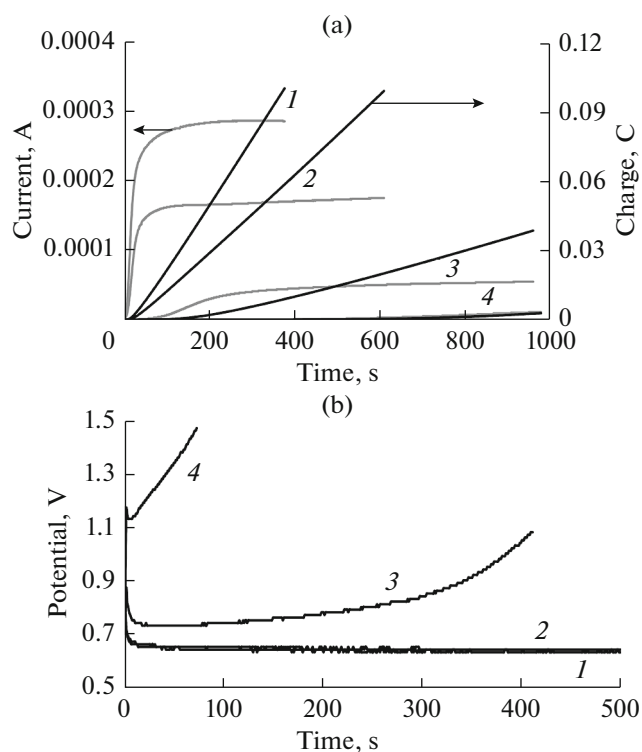 (a)
0.0004
0.0003
0.0002
0.0001
Current, A
0.12
0.09
0.06
0.03
0
Charge, C
1
2
3
4
0 200 400 600 800 1000
Time, s
(b)
1.5
1.3
1.1
0.9
0.7
0.5
Potential, V
4
3
2
1
0 100 200 300 400 500
Time, s